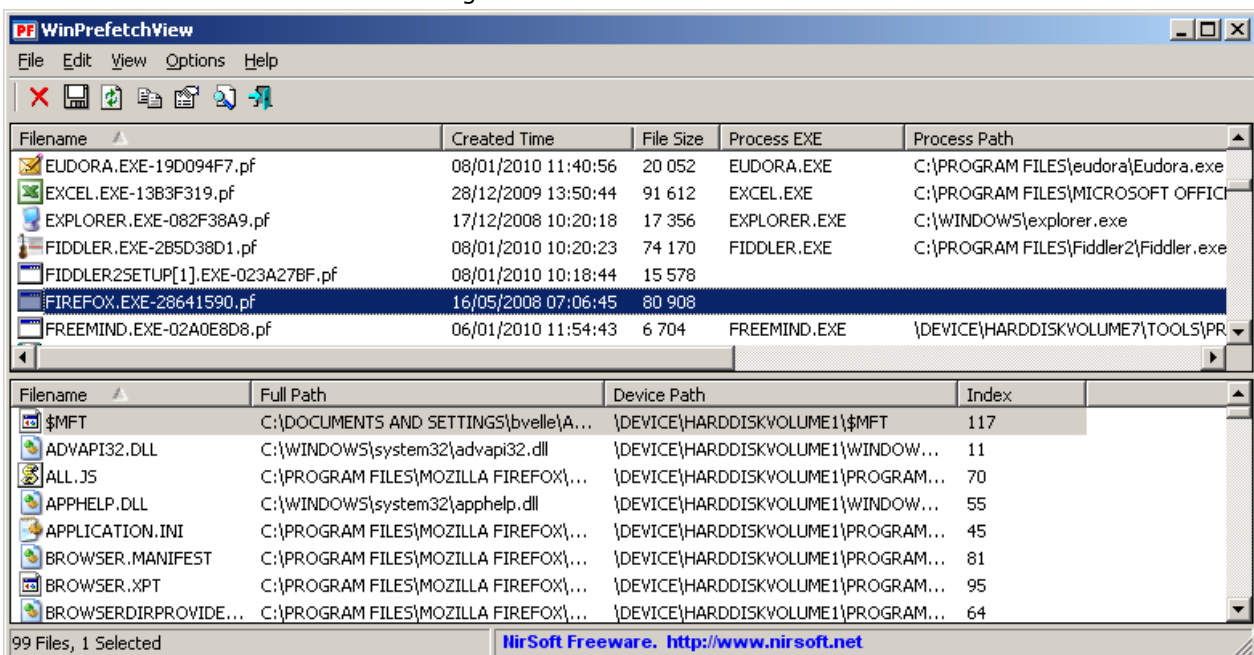 PF WinPrefetchView
File Edit View Options Help
Filename Created Time File Size Process EXE Process Path
EUDORA.EXE-19D094F7.pf 08/01/2010 11:40:56 20 052 EUDORA.EXE C:\PROGRAM FILES\eudora\Eudora.exe
EXCEL.EXE-13B3F319.pf 28/12/2009 13:50:44 91 612 EXCEL.EXE C:\PROGRAM FILES\MICROSOFT OFFIC
EXPLORER.EXE-082F38A9.pf 17/12/2008 10:20:18 17 356 EXPLORER.EXE C:\WINDOWS\explorer.exe
FIDDLER.EXE-2B5D38D1.pf 08/01/2010 10:20:23 74 170 FIDDLER.EXE C:\PROGRAM FILES\Fiddler2\Fiddler.exe
FIDDLER2SETUP[1].EXE-023A27BF.pf 08/01/2010 10:18:44 15 578
FIREFOX.EXE-28641590.pf 16/05/2008 07:06:45 80 908
FREEMIND.EXE-02A0E8D8.pf 06/01/2010 11:54:43 6 704 FREEMIND.EXE \DEVICE\HARDDISKVOLUME7\TOOLS\PR
Filename Full Path Device Path Index
$MFT C:\DOCUMENTS AND SETTINGS\bvelle\A... \DEVICE\HARDDISKVOLUME1\$MFT 117
ADVAPI32.DLL C:\WINDOWS\system32\advapi32.dll \DEVICE\HARDDISKVOLUME1\WINDOW... 11
ALL.JS C:\PROGRAM FILES\MOZILLA FIREFOX\... \DEVICE\HARDDISKVOLUME1\PROGRAM... 70
APPHELP.DLL C:\WINDOWS\system32\apphelp.dll \DEVICE\HARDDISKVOLUME1\WINDOW... 55
APPLICATION.INI C:\PROGRAM FILES\MOZILLA FIREFOX\... \DEVICE\HARDDISKVOLUME1\PROGRAM... 45
BROWSER.MANIFEST C:\PROGRAM FILES\MOZILLA FIREFOX\... \DEVICE\HARDDISKVOLUME1\PROGRAM... 81
BROWSER.XPT C:\PROGRAM FILES\MOZILLA FIREFOX\... \DEVICE\HARDDISKVOLUME1\PROGRAM... 95
BROWSERDIRPROVIDE... C:\PROGRAM FILES\MOZILLA FIREFOX\... \DEVICE\HARDDISKVOLUME1\PROGRAM... 64
99 Files, 1 Selected NirSoft Freeware. http://www.nirsoft.net